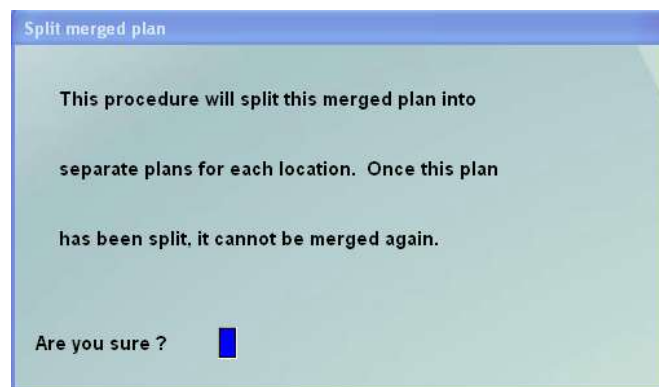 Split merged plan
This procedure will split this merged plan into
separate plans for each location.  Once this plan
has been split, it cannot be merged again.
Are you sure ?